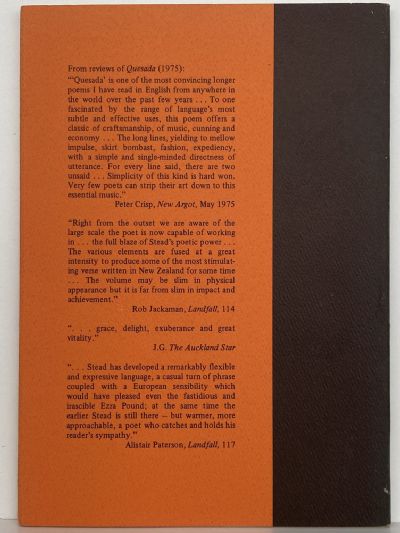 From reviews of Quesada (1975):
"'Quesada' is one of the most convincing longer
poems I have read in English from anywhere in
the world over the past few years . . . To one
fascinated by the range of language's most
subtle and effective uses, this poem offers a
classic of craftsmanship, of music, cunning and
economy . . . The long lines, yielding to mellow
impulse, skirt bombast, fashion, expediency,
with a simple and single-minded directness of
utterance. For every line said, there are two
unsaid . . . Simplicity of this kind is hard won.
Very few poets can strip their art down to this
essential music."
Peter Crisp, New Argot, May 1975
"Right from the outset we are aware of the
large scale the poet is now capable of working
in . . . the full blaze of Stead's poetic power . . .
The various elements are fused at a great
intensity to produce some of the most stimulat-
ing verse written in New Zealand for some time
. . . The volume may be slim in physical
appearance but it is far from slim in impact and
achievement."
Rob Jackaman, Landfall, 114
". . . grace, delight, exuberance and great
vitality."
J.G. The Auckland Star
". . . Stead has developed a remarkably flexible
and expressive language, a casual turn of phrase
coupled with a European sensibility which
would have pleased even the fastidious and
irascible Ezra Pound; at the same time the
earlier Stead is still there – but warmer, more
approachable, a poet who catches and holds his
reader's sympathy."
Alistair Paterson, Landfall, 117